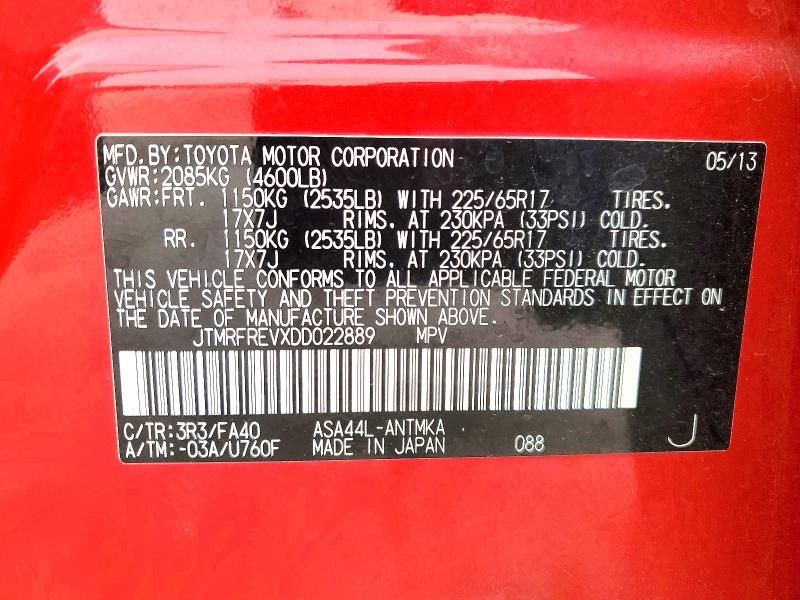 MFD.BY:TOYOTA MOTOR CORPORATION 05/13
GVWR:2085KG (4600LB)
GAWR:FRT. 1150KG (2535LB) WITH 225/65R17 TIRES.
17X7J RIMS. AT 230KPA (33PSI) COLD.
RR. 1150KG (2535LB) WITH 225/65R17 TIRES.
17X7J RIMS. AT 230KPA (33PSI) COLD.
THIS VEHICLE CONFORMS TO ALL APPLICABLE FEDERAL MOTOR
VEHICLE SAFETY AND THEFT PREVENTION STANDARDS IN EFFECT ON
THE DATE OF MANUFACTURE SHOWN ABOVE.
JTMRFREVXDD022889 MPV
C/TR:3R3/FA40 ASA44L-ANTMKA
A/TM:-03A/U760F MADE IN JAPAN 088 J